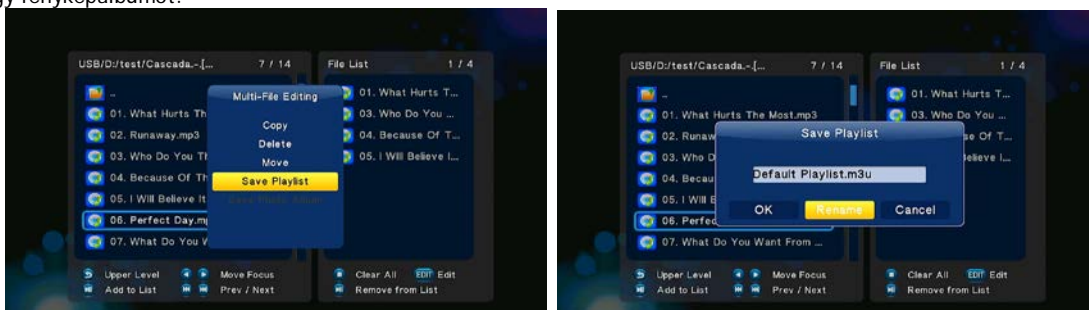 fényképalbumot?
USB/D:/test/Cascada.-.[... 7 / 14
File List 1 / 4
..
01. What Hurts Th
02. Runaway.mp3
03. Who Do You Th
04. Because Of Th
05. I Will Believe It
06. Perfect Day.mp
07. What Do You W
Multi-File Editing
Copy
Delete
Move
Save Playlist
Save Photo Album
01. What Hurts T...
03. Who Do You ...
04. Because Of T...
05. I Will Believe I...
Upper Level Move Focus
Add to List Prev / Next
Clear All EDIT Edit
Remove from List
USB/D:/test/Cascada.-.[... 7 / 14
File List 1 / 4
..
01. What Hurts The Most.mp3
02. Runaw
03. Who D
04. Becau
05. I Will E
06. Perfec
07. What Do You Want From ...
Save Playlist
Default Playlist.m3u
OK Rename Cancel
01. What Hurts T...
03. Who Do You ...
se Of T...
elieve I...
Upper Level Move Focus
Add to List Prev / Next
Clear All EDIT Edit
Remove from List